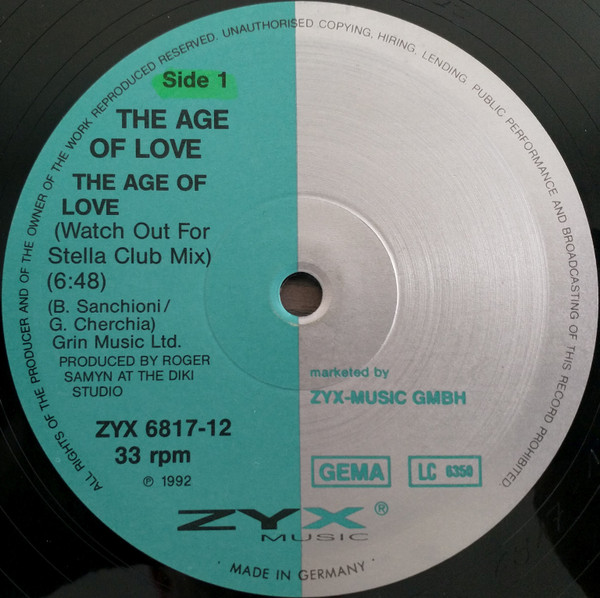 ALL RIGHTS OF THE PRODUCER AND OF THE OWNER OF THE WORK REPRODUCED RESERVED. UNAUTHORISED COPYING, HIRING, LENDING PUBLIC PERFORMANCE AND BROADCASTING OF THIS RECORD PROHIBITED
Side 1
THE AGE
OF LOVE
THE AGE OF
LOVE
(Watch Out For
Stella Club Mix)
(6:48)
(B. Sanchioni/
G. Cherchia)
Grin Music Ltd.
PRODUCED BY ROGER
SAMYN AT THE DIKI
STUDIO
ZYX 6817-12
33 rpm
℗ 1992
marketed by
ZYX-MUSIC GMBH
GEMA
LC 6350
ZYX®
MUSIC
· MADE IN GERMANY ·